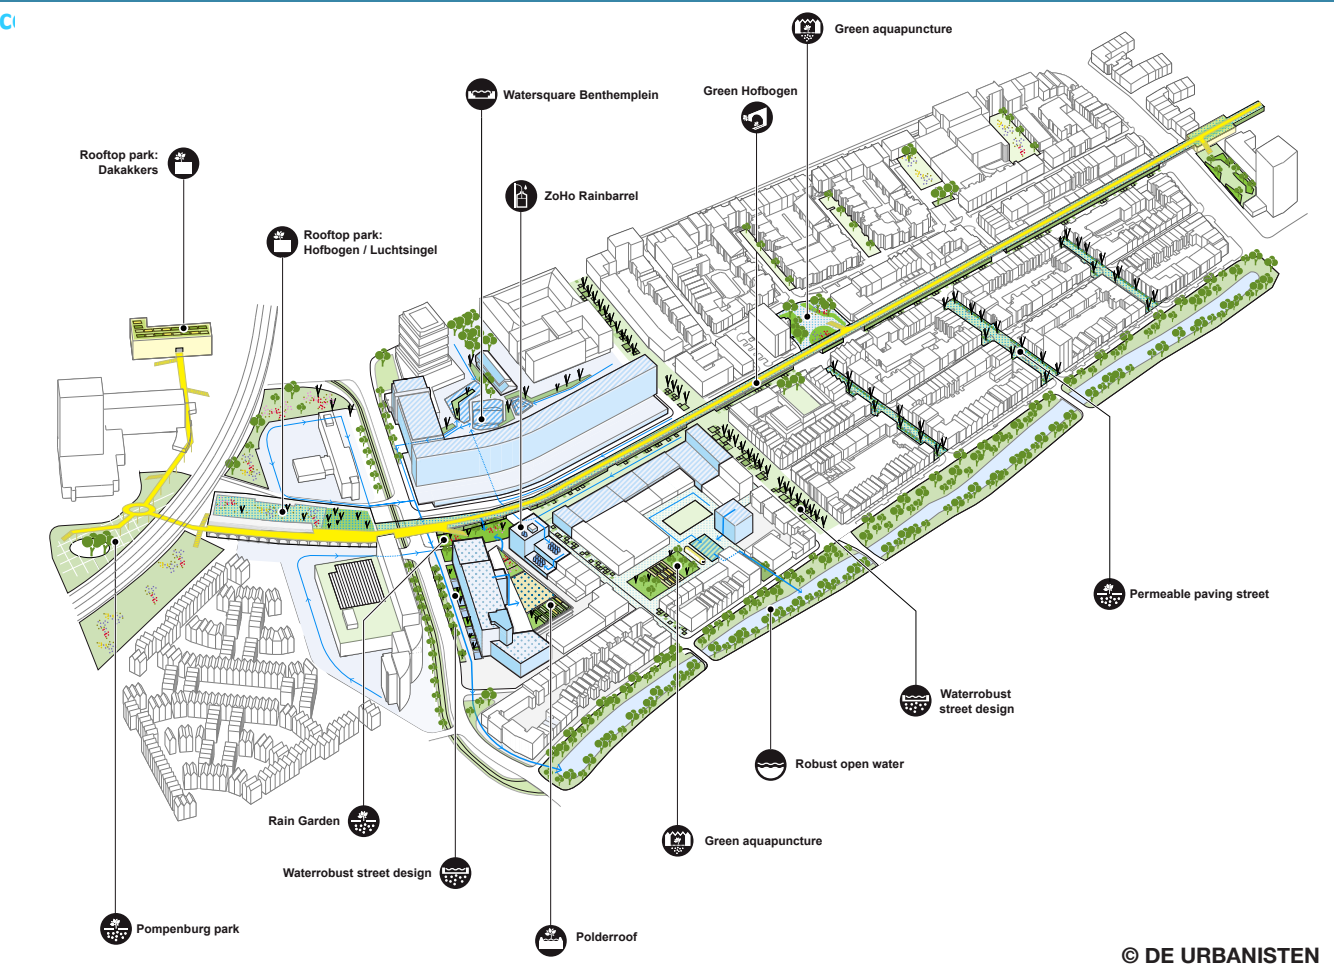 Green aquapuncture
Watersquare Benthemplein
Green Hofbogen
Rooftop park:
Dakakkers
ZoHo Rainbarrel
Rooftop park:
Hofbogen / Luchtsingel
Permeable paving street
Waterrobust
street design
Robust open water
Rain Garden
Green aquapuncture
Waterrobust street design
Pompenburg park
Polderroof
© DE URBANISTEN